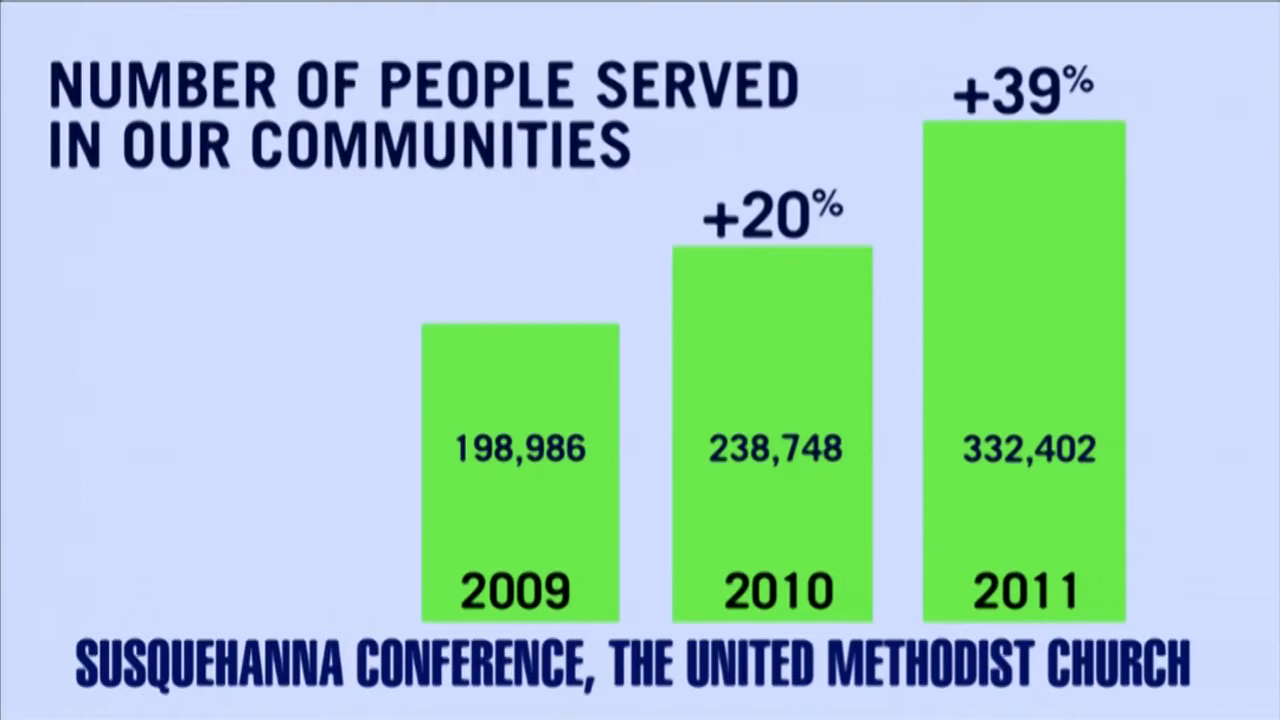 NUMBER OF PEOPLE SERVED
IN OUR COMMUNITIES
+20%
+39%
198,986
238,748
332,402
2009
2010
2011
SUSQUEHANNA CONFERENCE, THE UNITED METHODIST CHURCH